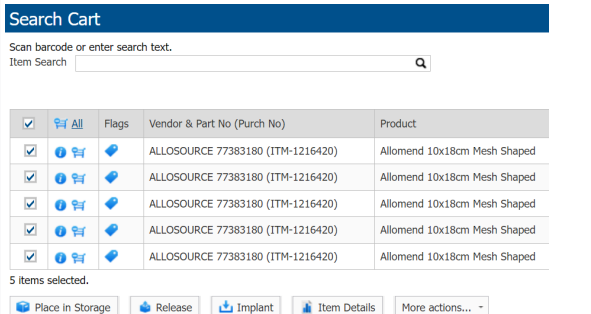 Search Cart
Scan barcode or enter search text.
Item Search
All Flags Vendor & Part No (Purch No) Product
ALLOSOURCE 77383180 (ITM-1216420) Allomend 10x18cm Mesh Shaped
ALLOSOURCE 77383180 (ITM-1216420) Allomend 10x18cm Mesh Shaped
ALLOSOURCE 77383180 (ITM-1216420) Allomend 10x18cm Mesh Shaped
ALLOSOURCE 77383180 (ITM-1216420) Allomend 10x18cm Mesh Shaped
ALLOSOURCE 77383180 (ITM-1216420) Allomend 10x18cm Mesh Shaped
5 items selected.
Place in Storage Release Implant Item Details More actions...